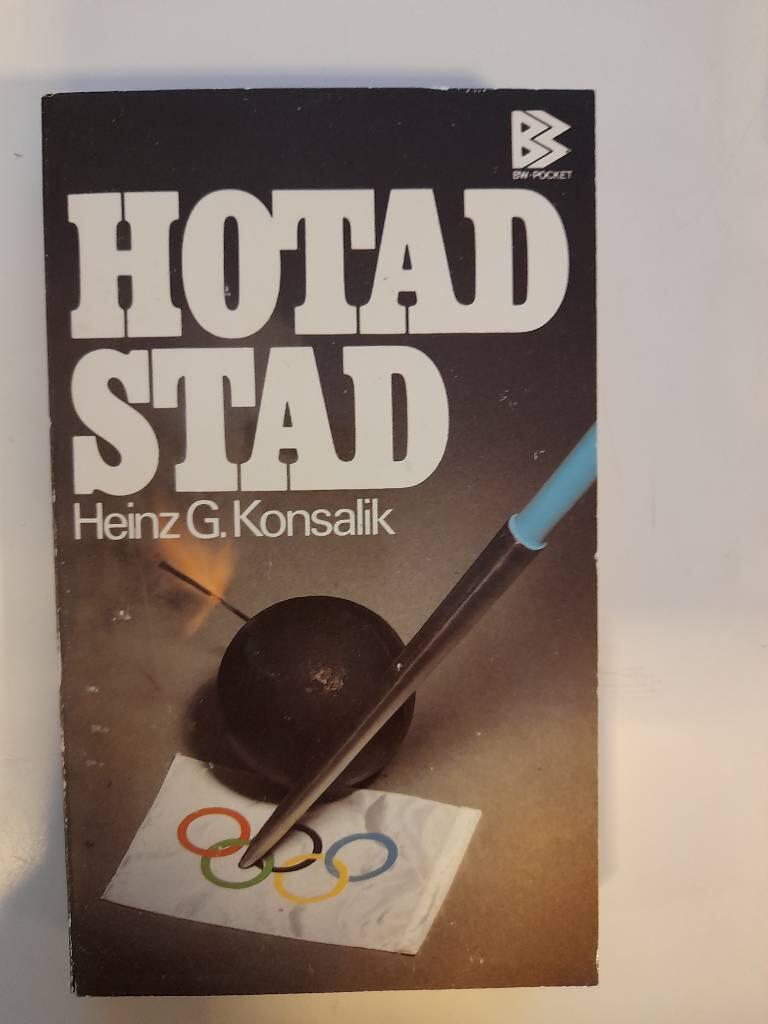 BW-POCKET
HOTAD
STAD
Heinz G. Konsalik